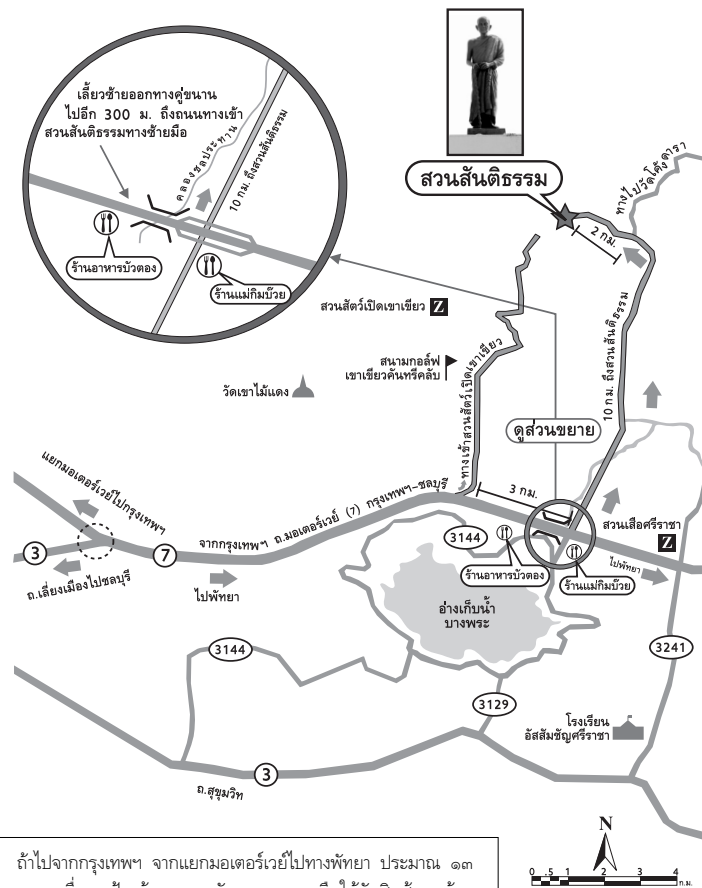 เลี้ยวซ้ายออกทางคู่ขนาน
ไปอีก 300 ม. ถึงถนนทางเข้า
สวนสันติธรรมทางซ้ายมือ
คลองชลประทาน
10 กม. ถึงสวนสันติธรรม
ร้านอาหารบัวตอง
ร้านแม่กิมบ๊วย
สวนสันติธรรม
ทางไปวัดโค้งดารา
2 กม.
สวนสัตว์เปิดเขาเขียว Z
สนามกอล์ฟ
เขาเขียวคันทรีคลับ
วัดเขาไม้แดง
ทางเข้าสวนสัตว์เปิดเขาเขียว
10 กม. ถึงสวนสันติธรรม
ดูส่วนขยาย
3 กม.
แยกมอเตอร์เวย์ไปกรุงเทพฯ
จากกรุงเทพฯ ถ.มอเตอร์เวย์ (7) กรุงเทพฯ-ชลบุรี
3
7
ถ.เลี่ยงเมืองไปชลบุรี
ไปพัทยา
3144
ร้านอาหารบัวตอง
ร้านแม่กิมบ๊วย
สวนเสือศรีราชา
Z
ไปพัทยา
อ่างเก็บน้ำ
บางพระ
3144
3241
3129
โรงเรียน
อัสสัมชัญศรีราชา
3
ถ.สุขุมวิท
N
0 .5 1 2 3 4
ก.ม.
ถ้าไปจากกรุงเทพฯ จากแยกมอเตอร์เวย์ไปทางพัทยา ประมาณ ๑๓